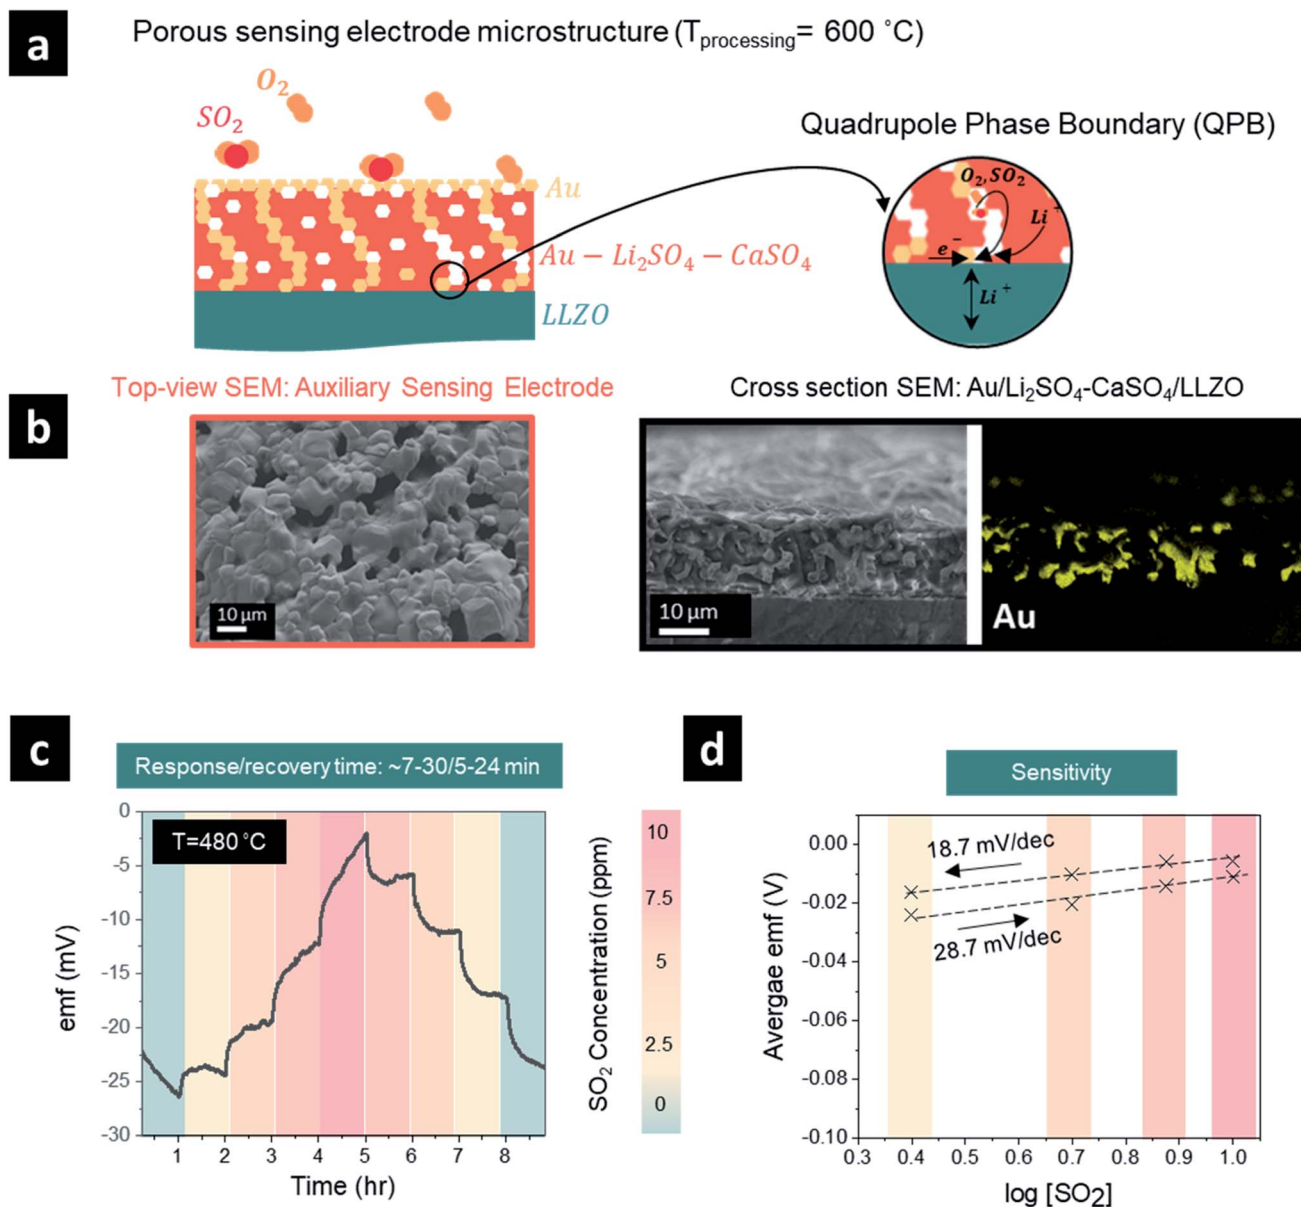 a
Porous sensing electrode microstructure (T_processing= 600 °C)
O₂
SO₂
Quadrupole Phase Boundary (QPB)
Au
Au − Li₂SO₄ − CaSO₄
LLZO
O₂, SO₂
Li⁺
e⁻
Li⁺
b
Top-view SEM: Auxiliary Sensing Electrode
Cross section SEM: Au/Li₂SO₄-CaSO₄/LLZO
10 µm
10 µm
Au
c
Response/recovery time: ~7-30/5-24 min
T=480 °C
emf (mV)
0
-5
-10
-15
-20
-25
-30
1 2 3 4 5 6 7 8
Time (hr)
SO₂ Concentration (ppm)
10
7.5
5
2.5
0
d
Sensitivity
18.7 mV/dec
28.7 mV/dec
Avergae emf (V)
0.00
-0.02
-0.04
-0.06
-0.08
-0.10
0.3 0.4 0.5 0.6 0.7 0.8 0.9 1.0
log [SO₂]